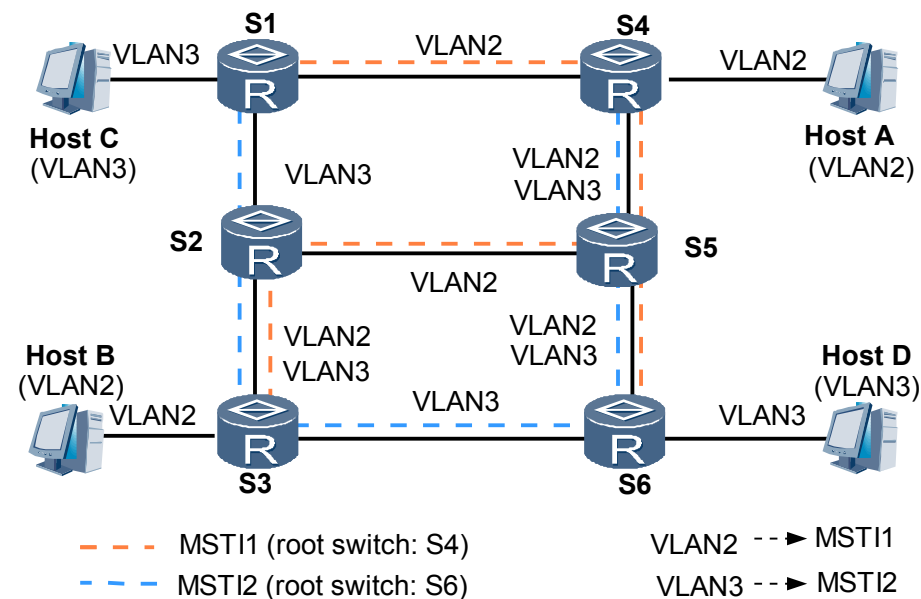 S1
S4
VLAN3
VLAN2
VLAN2
R
R
Host C
(VLAN3)
Host A
(VLAN2)
VLAN3
VLAN2
VLAN3
S2
R
R
S5
VLAN2
VLAN2
VLAN3
VLAN2
VLAN3
Host B
(VLAN2)
Host D
(VLAN3)
VLAN2
VLAN3
VLAN3
R
R
S3
S6
MSTI1 (root switch: S4)
MSTI2 (root switch: S6)
VLAN2 MSTI1
VLAN3 MSTI2